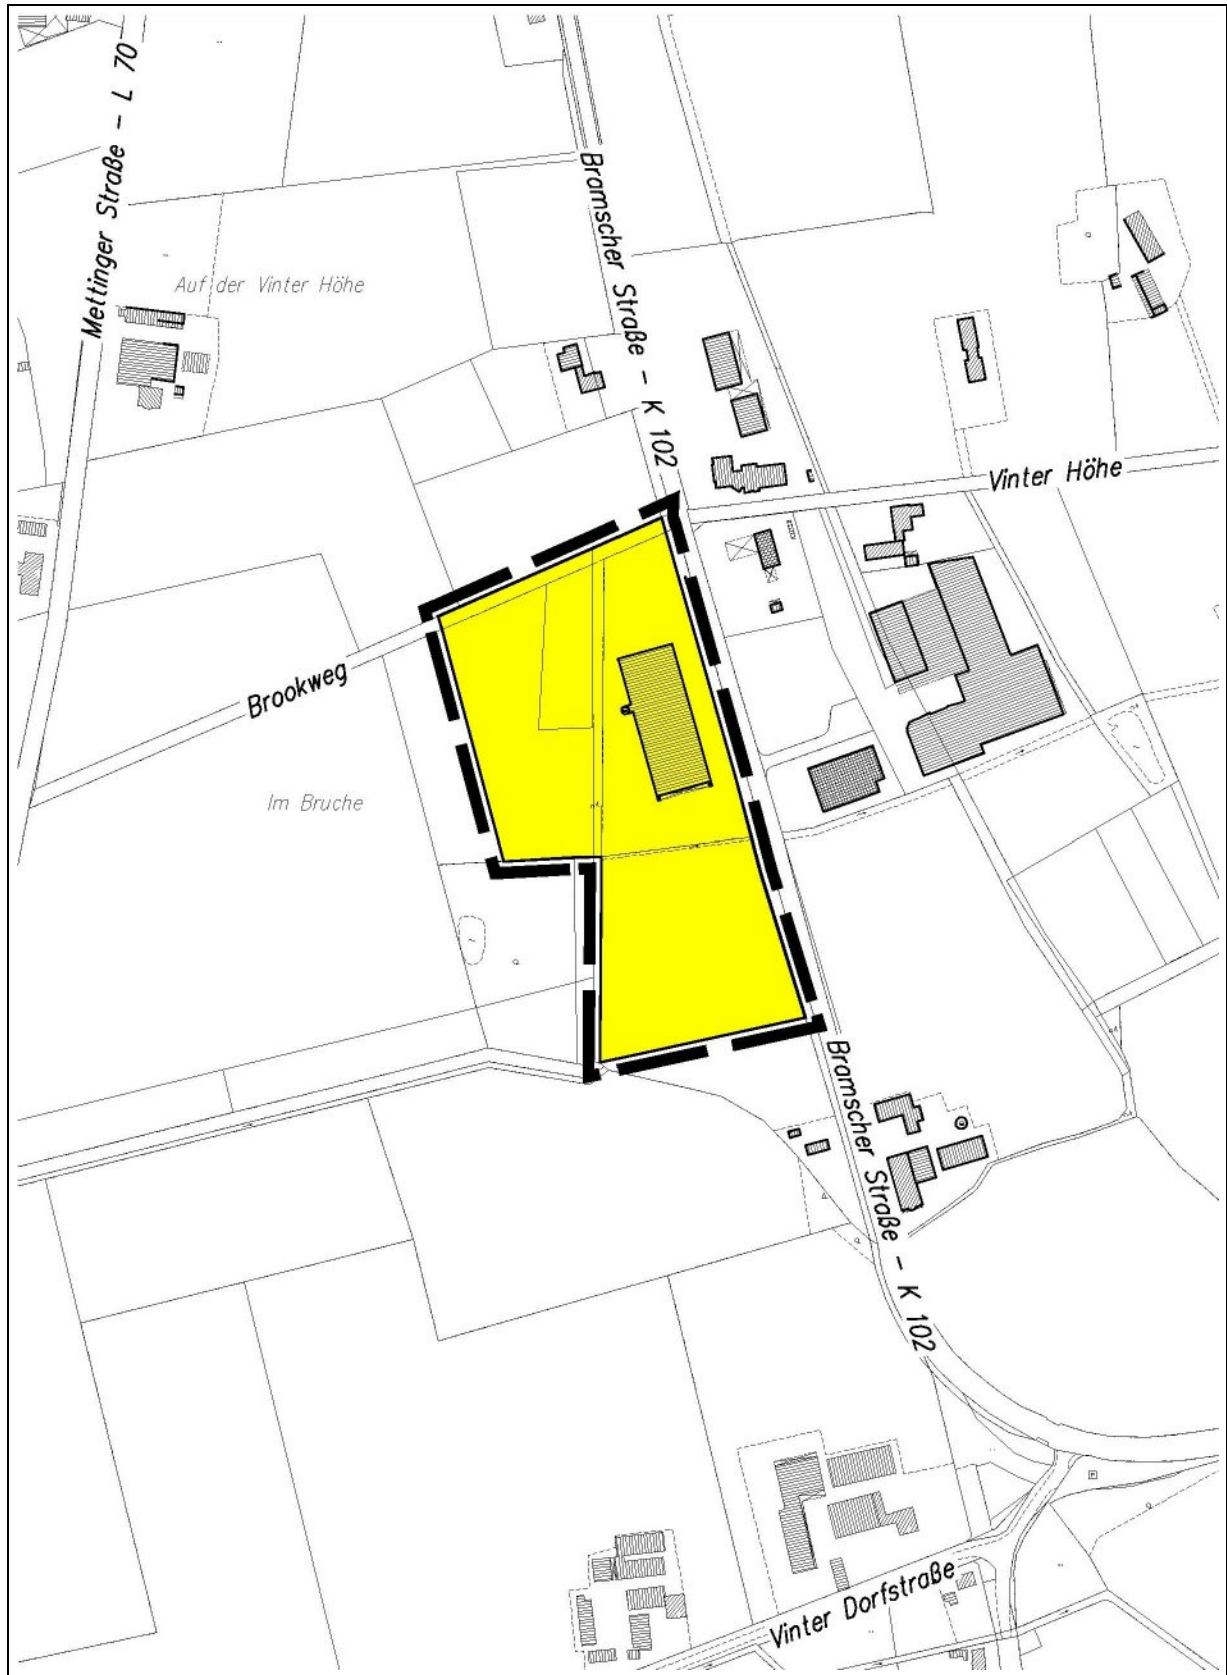 Mettinger Straße - L 70
Bramscher Straße - K 102
Auf der Vinter Höhe
Vinter Höhe
Brookweg
Im Bruche
Bramscher Straße - K 102
Vinter Dorfstraße